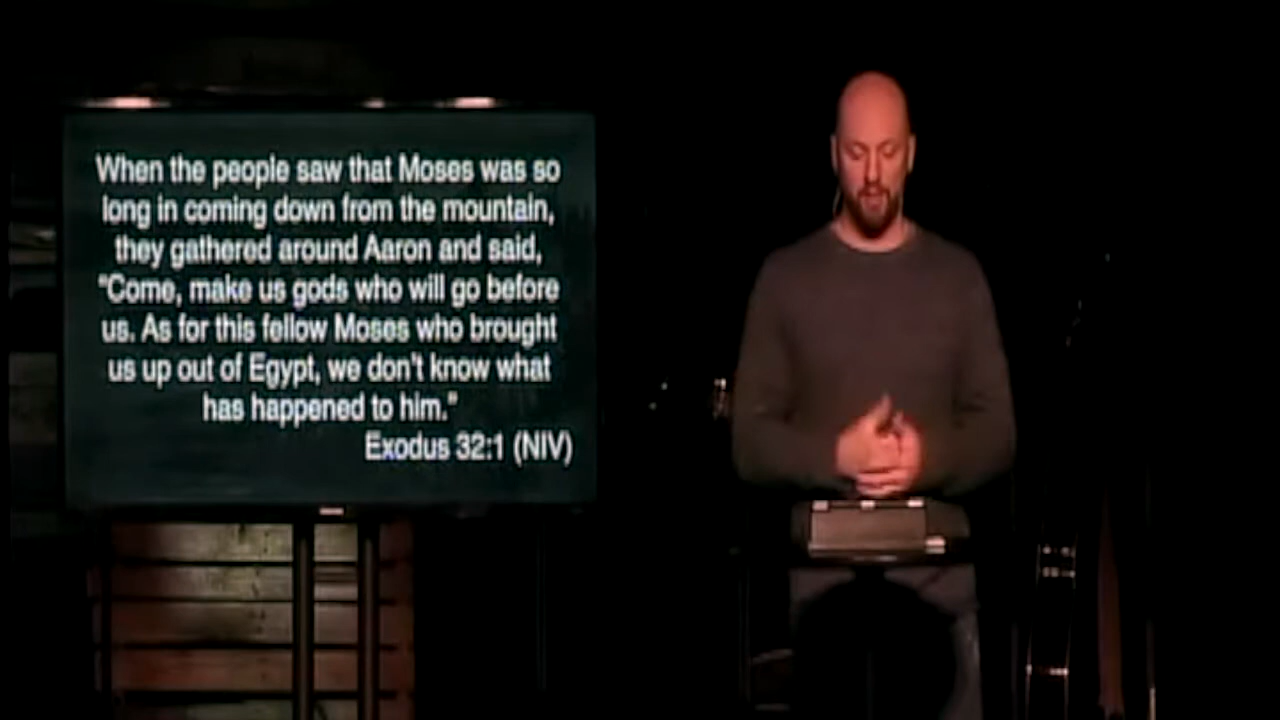 When the people saw that Moses was so
long in coming down from the mountain,
they gathered around Aaron and said,
"Come, make us gods who will go before
us. As for this fellow Moses who brought
us up out of Egypt, we don't know what
has happened to him."
Exodus 32:1 (NIV)